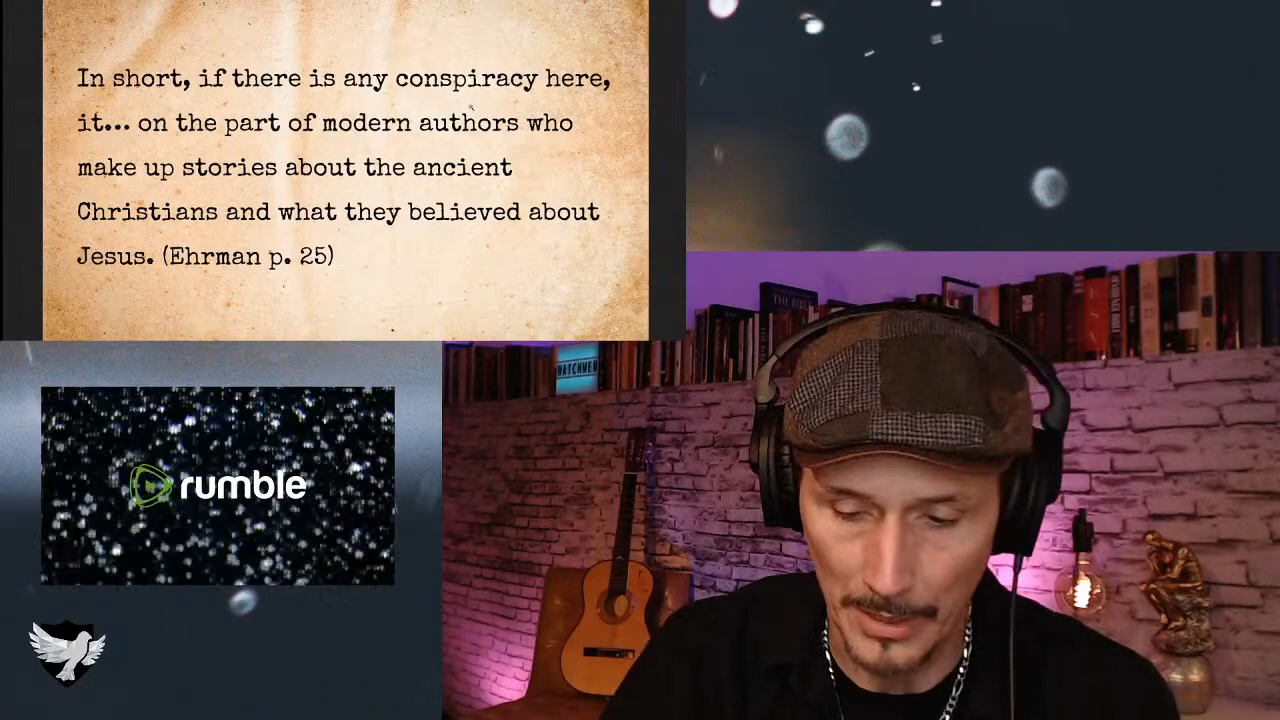 In short, if there is any conspiracy here,
it... on the part of modern authors who
make up stories about the ancient
Christians and what they believed about
Jesus. (Ehrman p. 25)
THE BIBLE
WATCHMEN
rumble